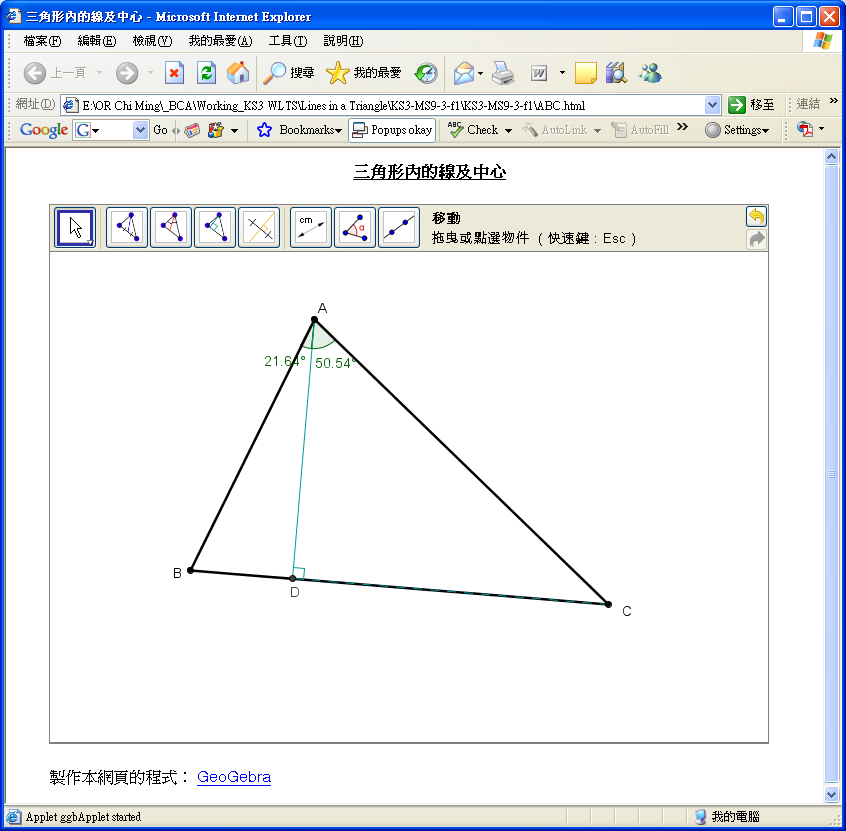 三角形內的線及中心 - Microsoft Internet Explorer
檔案(F) 編輯(E) 檢視(V) 我的最愛(A) 工具(T) 說明(H)
上一頁 搜尋 我的最愛 W
網址(D) E:\OR Chi Ming\_BCA\Working_KS3 WLTS\Lines in a Triangle\KS3-MS9-3-f1\KS3-MS9-3-f1\ABC.html 移至 連結 »
Google G Go Bookmarks Popups okay ABC Check AutoLink AutoFill » Settings
三角形內的線及中心
cm α 移動
拖曳或點選物件 (快速鍵 : Esc )
A
21.64° 50.54°
B
D
C
製作本網頁的程式： GeoGebra
Applet ggbApplet started 我的電腦